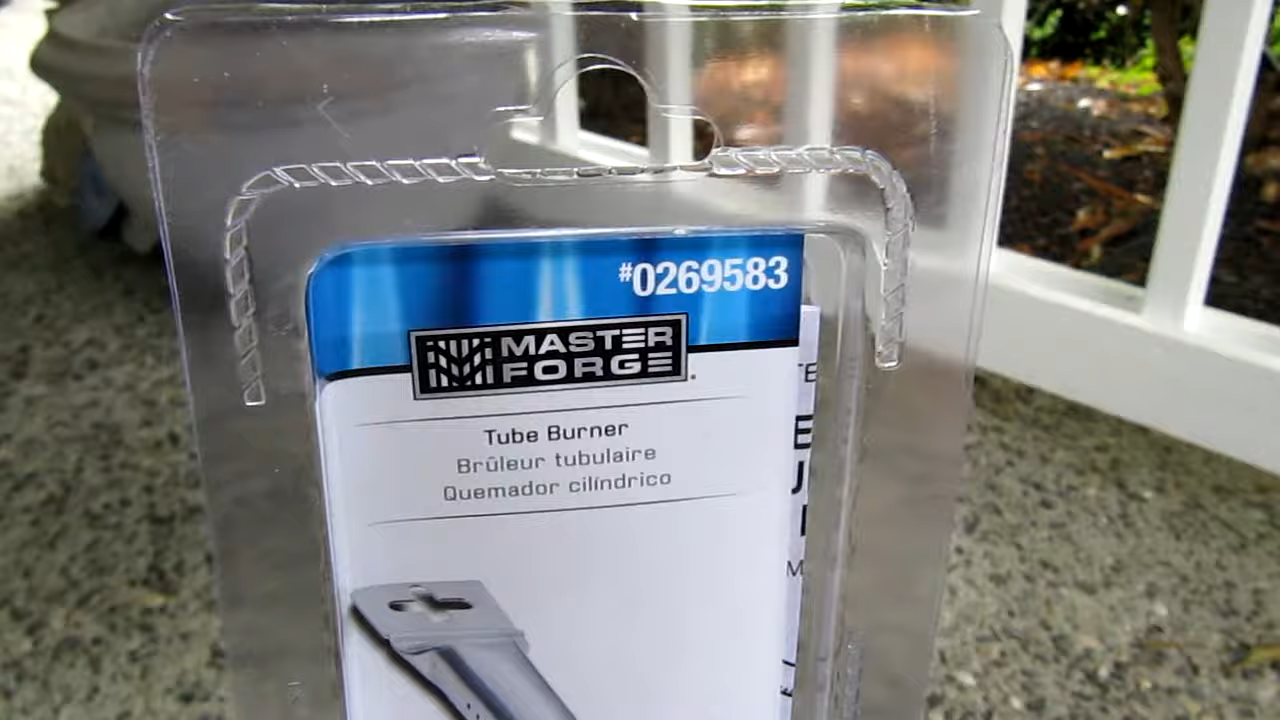 #0269583
MASTER
FORGE
Tube Burner
Brûleur tubulaire
Quemador cilíndrico